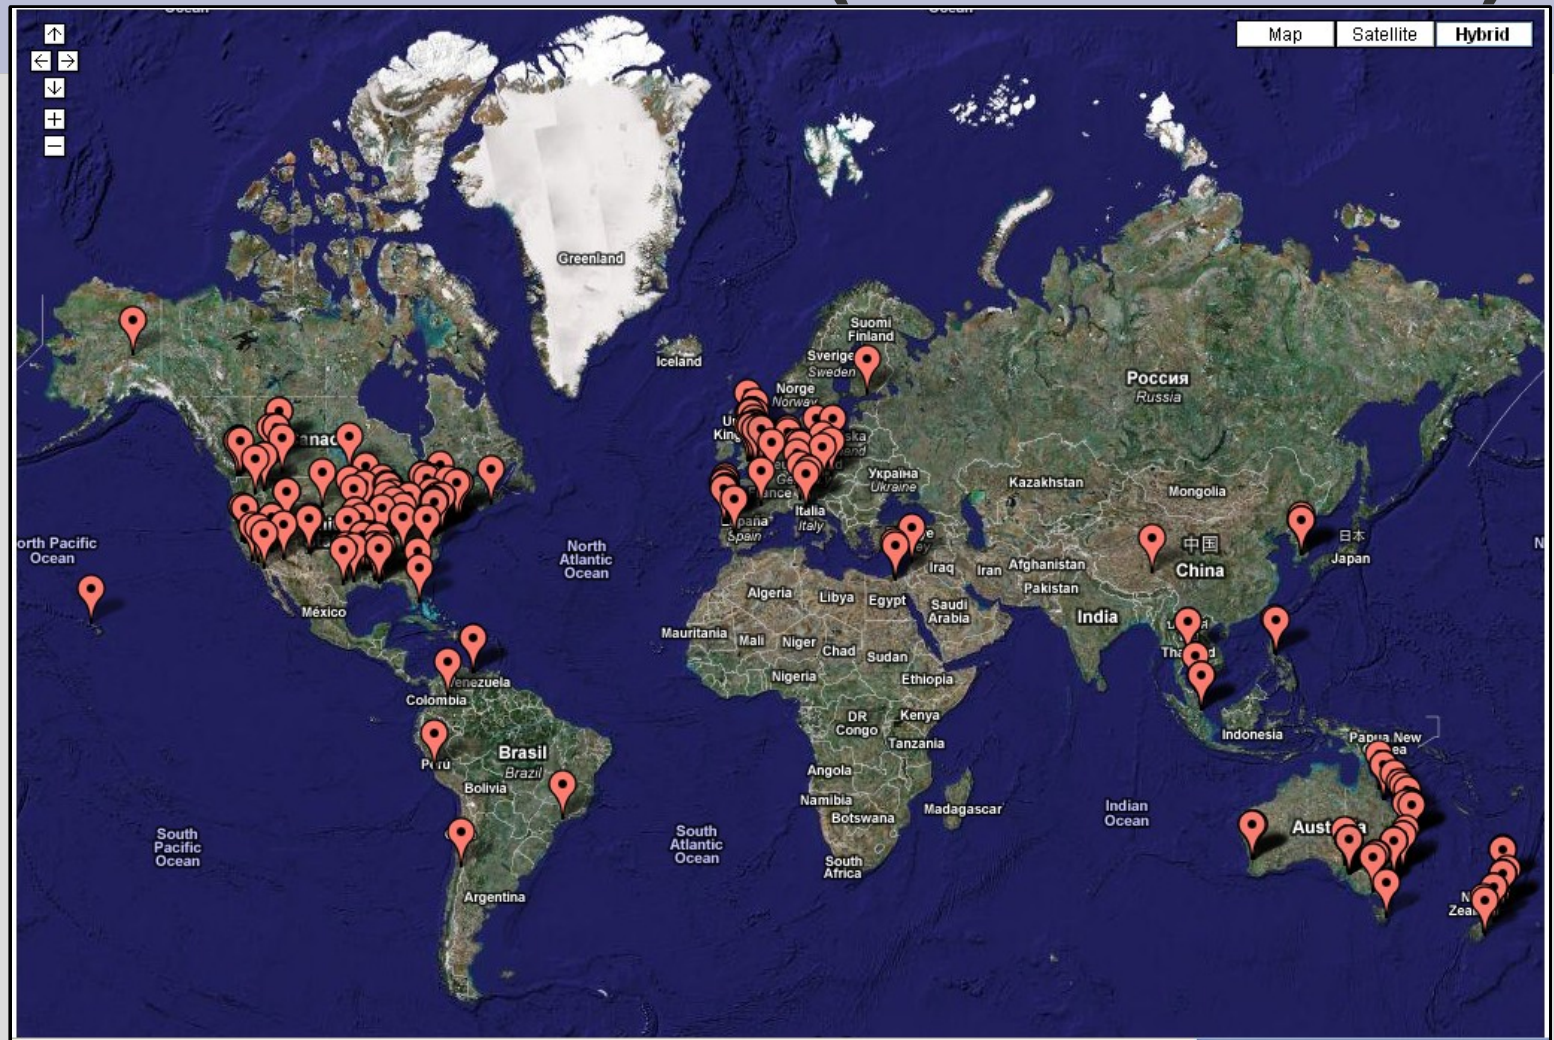 Map
Satellite
Hybrid
Greenland
Iceland
Suomi
Finland
Sverige
Sweden
Norge
Norway
Россия
Russia
Україна
Ukraine
Kazakhstan
Mongolia
Italia
Italy
Spain
orth Pacific
Ocean
North
Atlantic
Ocean
中国
China
日本
Japan
Algeria
Libya
Egypt
Iraq
Iran
Afghanistan
Pakistan
Saudi
Arabia
India
México
Mauritania
Mali
Niger
Chad
Sudan
Nigeria
Ethiopia
Colombia
DR
Congo
Kenya
Tanzania
Indonesia
Papua New
Brasil
Brazil
Bolivia
Angola
Namibia
Botswana
Madagascar
Indian
Ocean
South
Pacific
Ocean
South
Atlantic
Ocean
South
Africa
Argentina